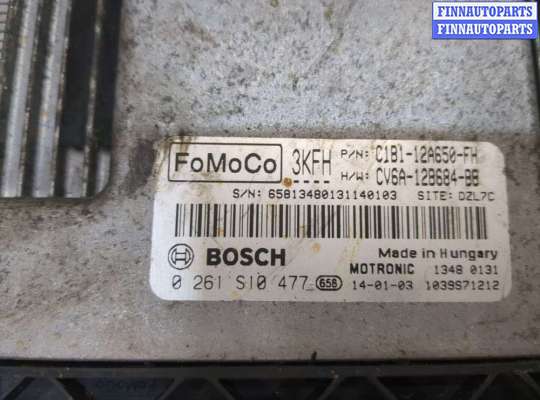 FINNAUTOPARTS
FINNAUTOPARTS
FoMoCo 3KFH P/N: C1B1-12A650-FH
H/W: CV6A-12B684-BB
S/N: 65813480131140103 SITE: DZL7C
BOSCH Made in Hungary
MOTRONIC 1348 0131
0 261 S10 477 658 14-01-03 1039S71212